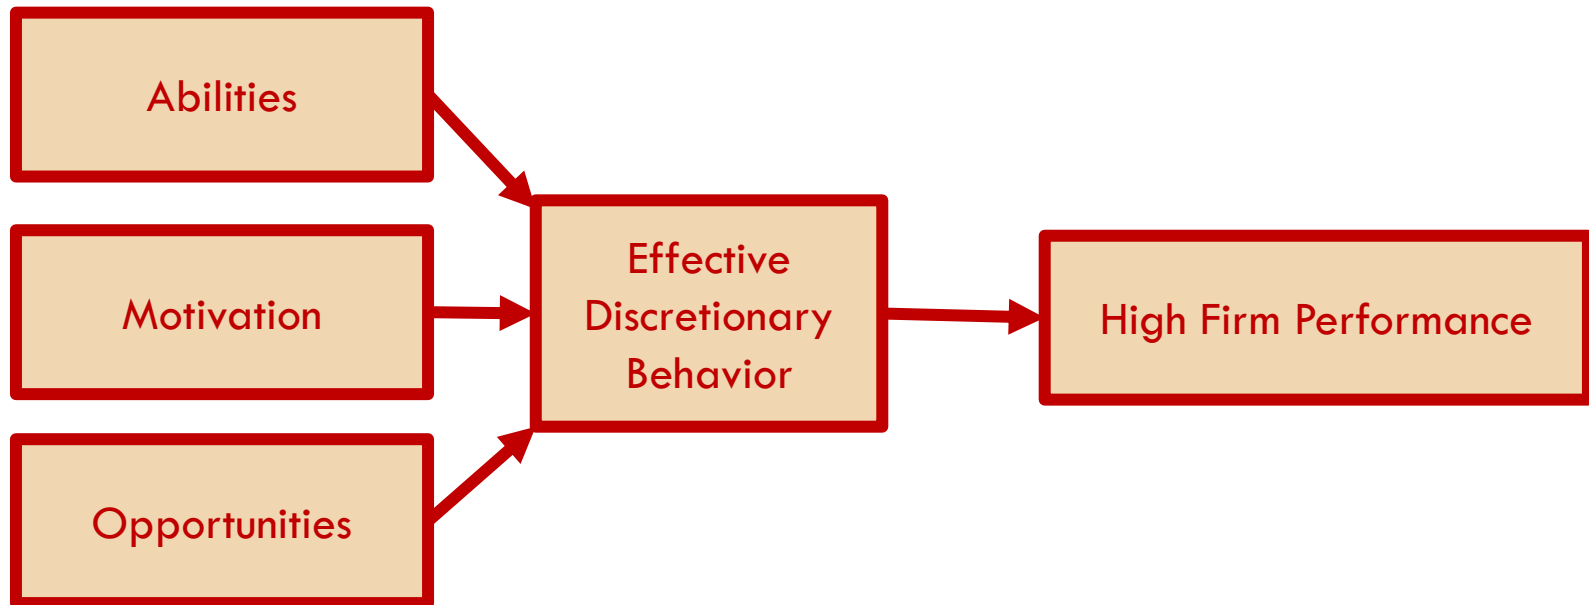 Abilities
Motivation
Opportunities
Effective
Discretionary
Behavior
High Firm Performance